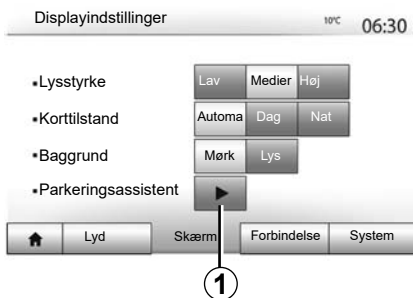 Displayindstillinger 10°C 06:30
▪Lysstyrke Lav Medier Høj
▪Korttilstand Automa Dag Nat
▪Baggrund Mørk Lys
▪Parkeringsassistent
Lyd Skærm Forbindelse System
1